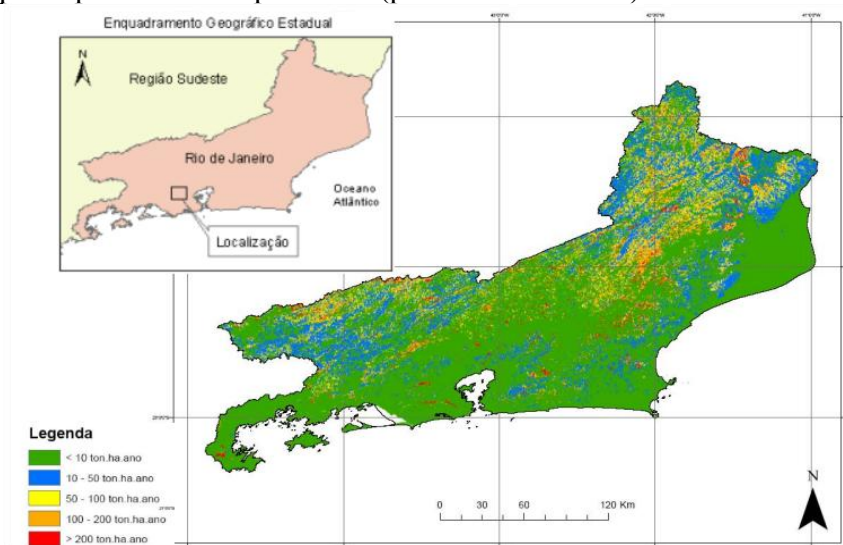 Enquadramento Geográfico Estadual
N
Região Sudeste
Rio de Janeiro
Oceano
Atlântico
Localização
Legenda
< 10 ton.ha.ano
10 - 50 ton.ha.ano
50 - 100 ton.ha.ano
100 - 200 ton.ha.ano
> 200 ton.ha.ano
0 30 60 120 Km
N